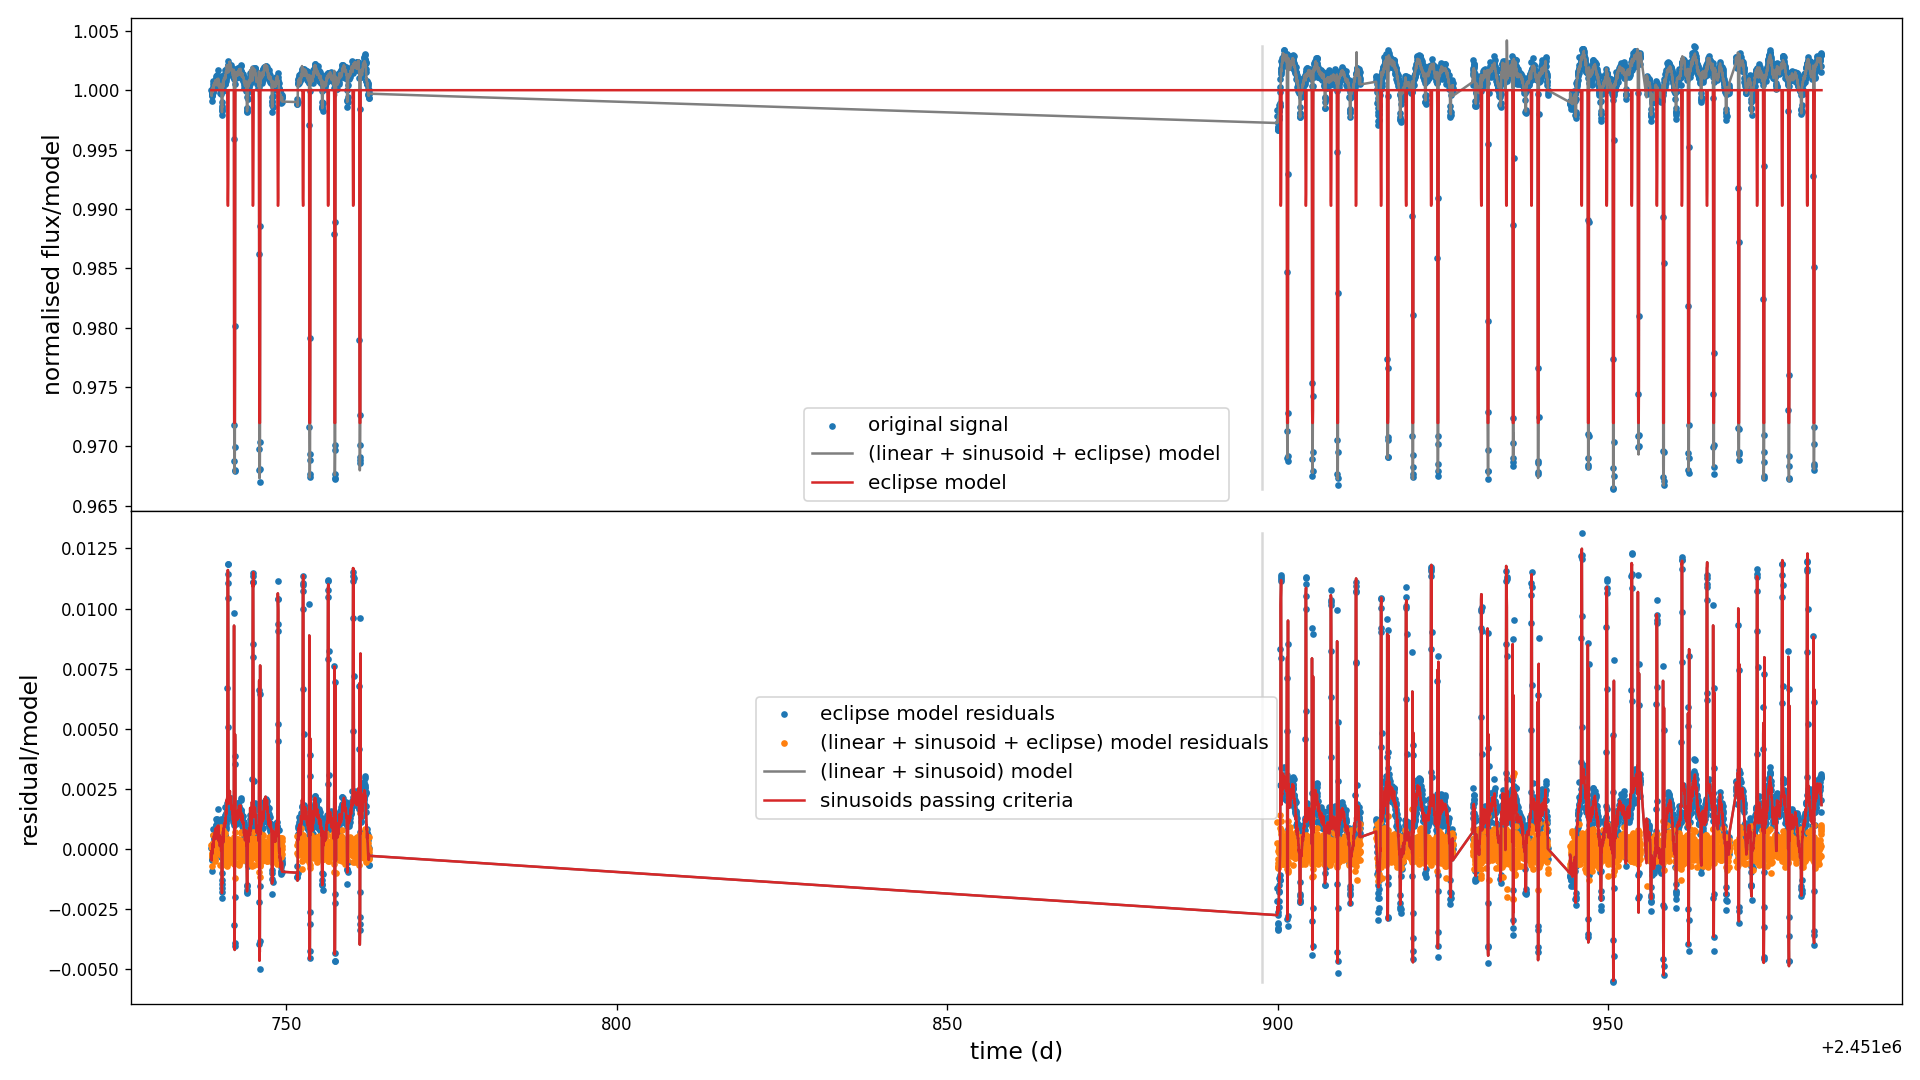 1.005
1.000
0.995
0.990
0.985
0.980
0.975
0.970
0.965
normalised flux/model
original signal
(linear + sinusoid + eclipse) model
eclipse model
0.0125
0.0100
0.0075
0.0050
0.0025
0.0000
−0.0025
−0.0050
residual/model
eclipse model residuals
(linear + sinusoid + eclipse) model residuals
(linear + sinusoid) model
sinusoids passing criteria
750 800 850 900 950
time (d)
+2.451e6